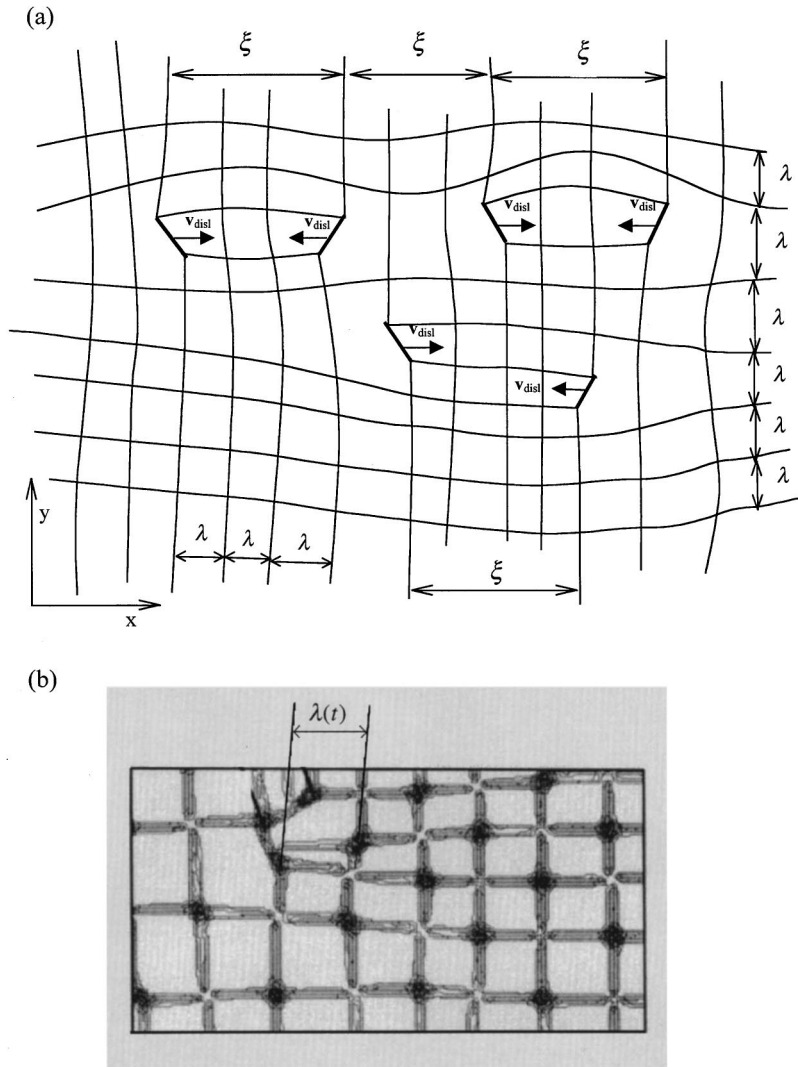 (a)
ξ ξ ξ
λ
v_disl v_disl v_disl v_disl
λ
λ
v_disl
v_disl
λ
λ
λ
y
λ λ λ
ξ
x
(b)
λ(t)